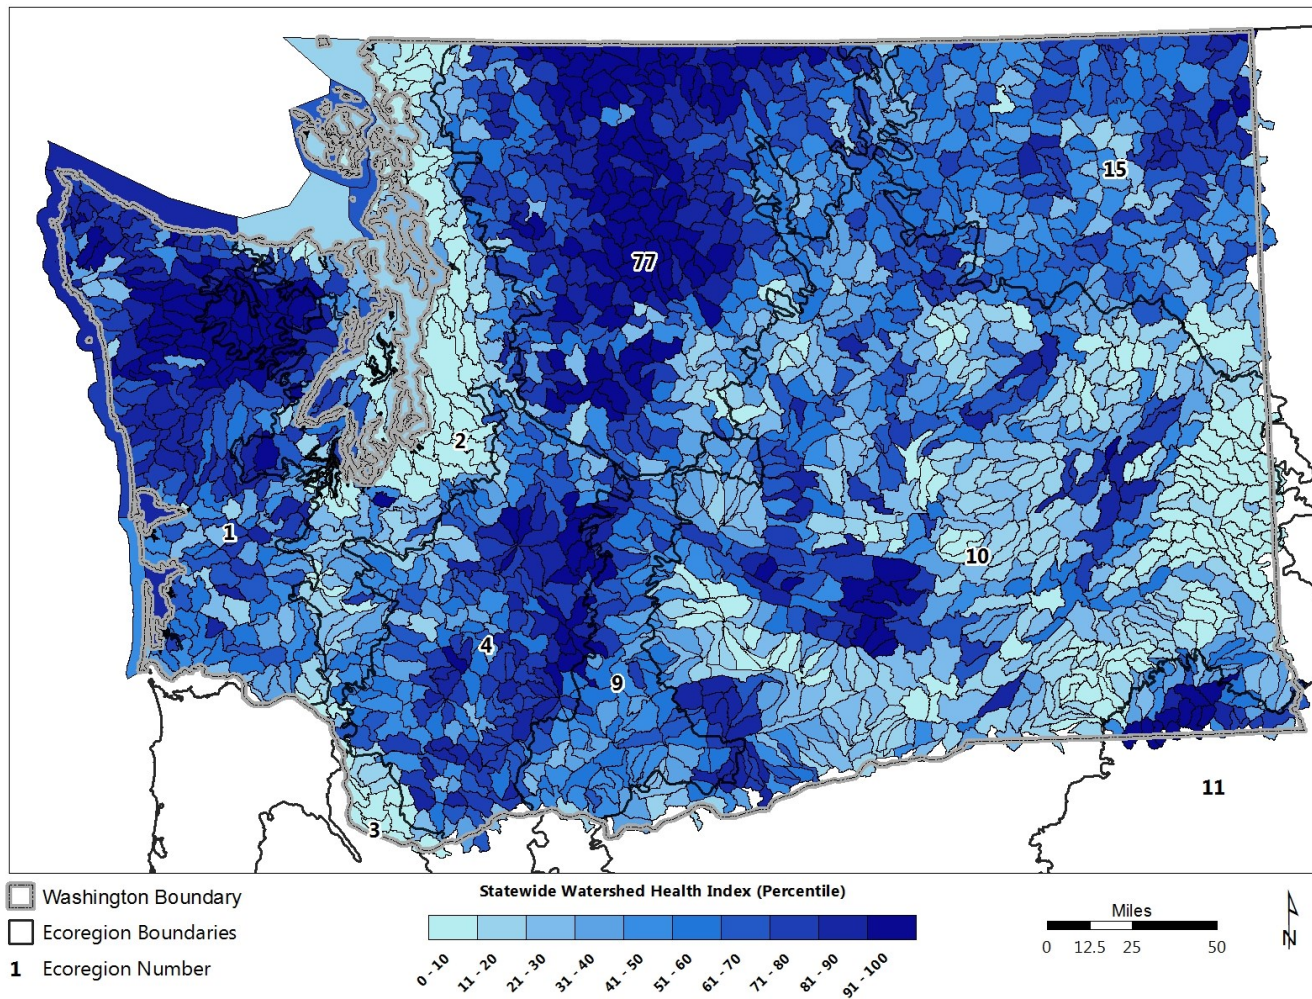 15
77
2
1
10
4
9
11
3
Washington Boundary
Ecoregion Boundaries
1 Ecoregion Number
Statewide Watershed Health Index (Percentile)
0 - 10
11 - 20
21 - 30
31 - 40
41 - 50
51 - 60
61 - 70
71 - 80
81 - 90
91 - 100
Miles
0 12.5 25 50
N